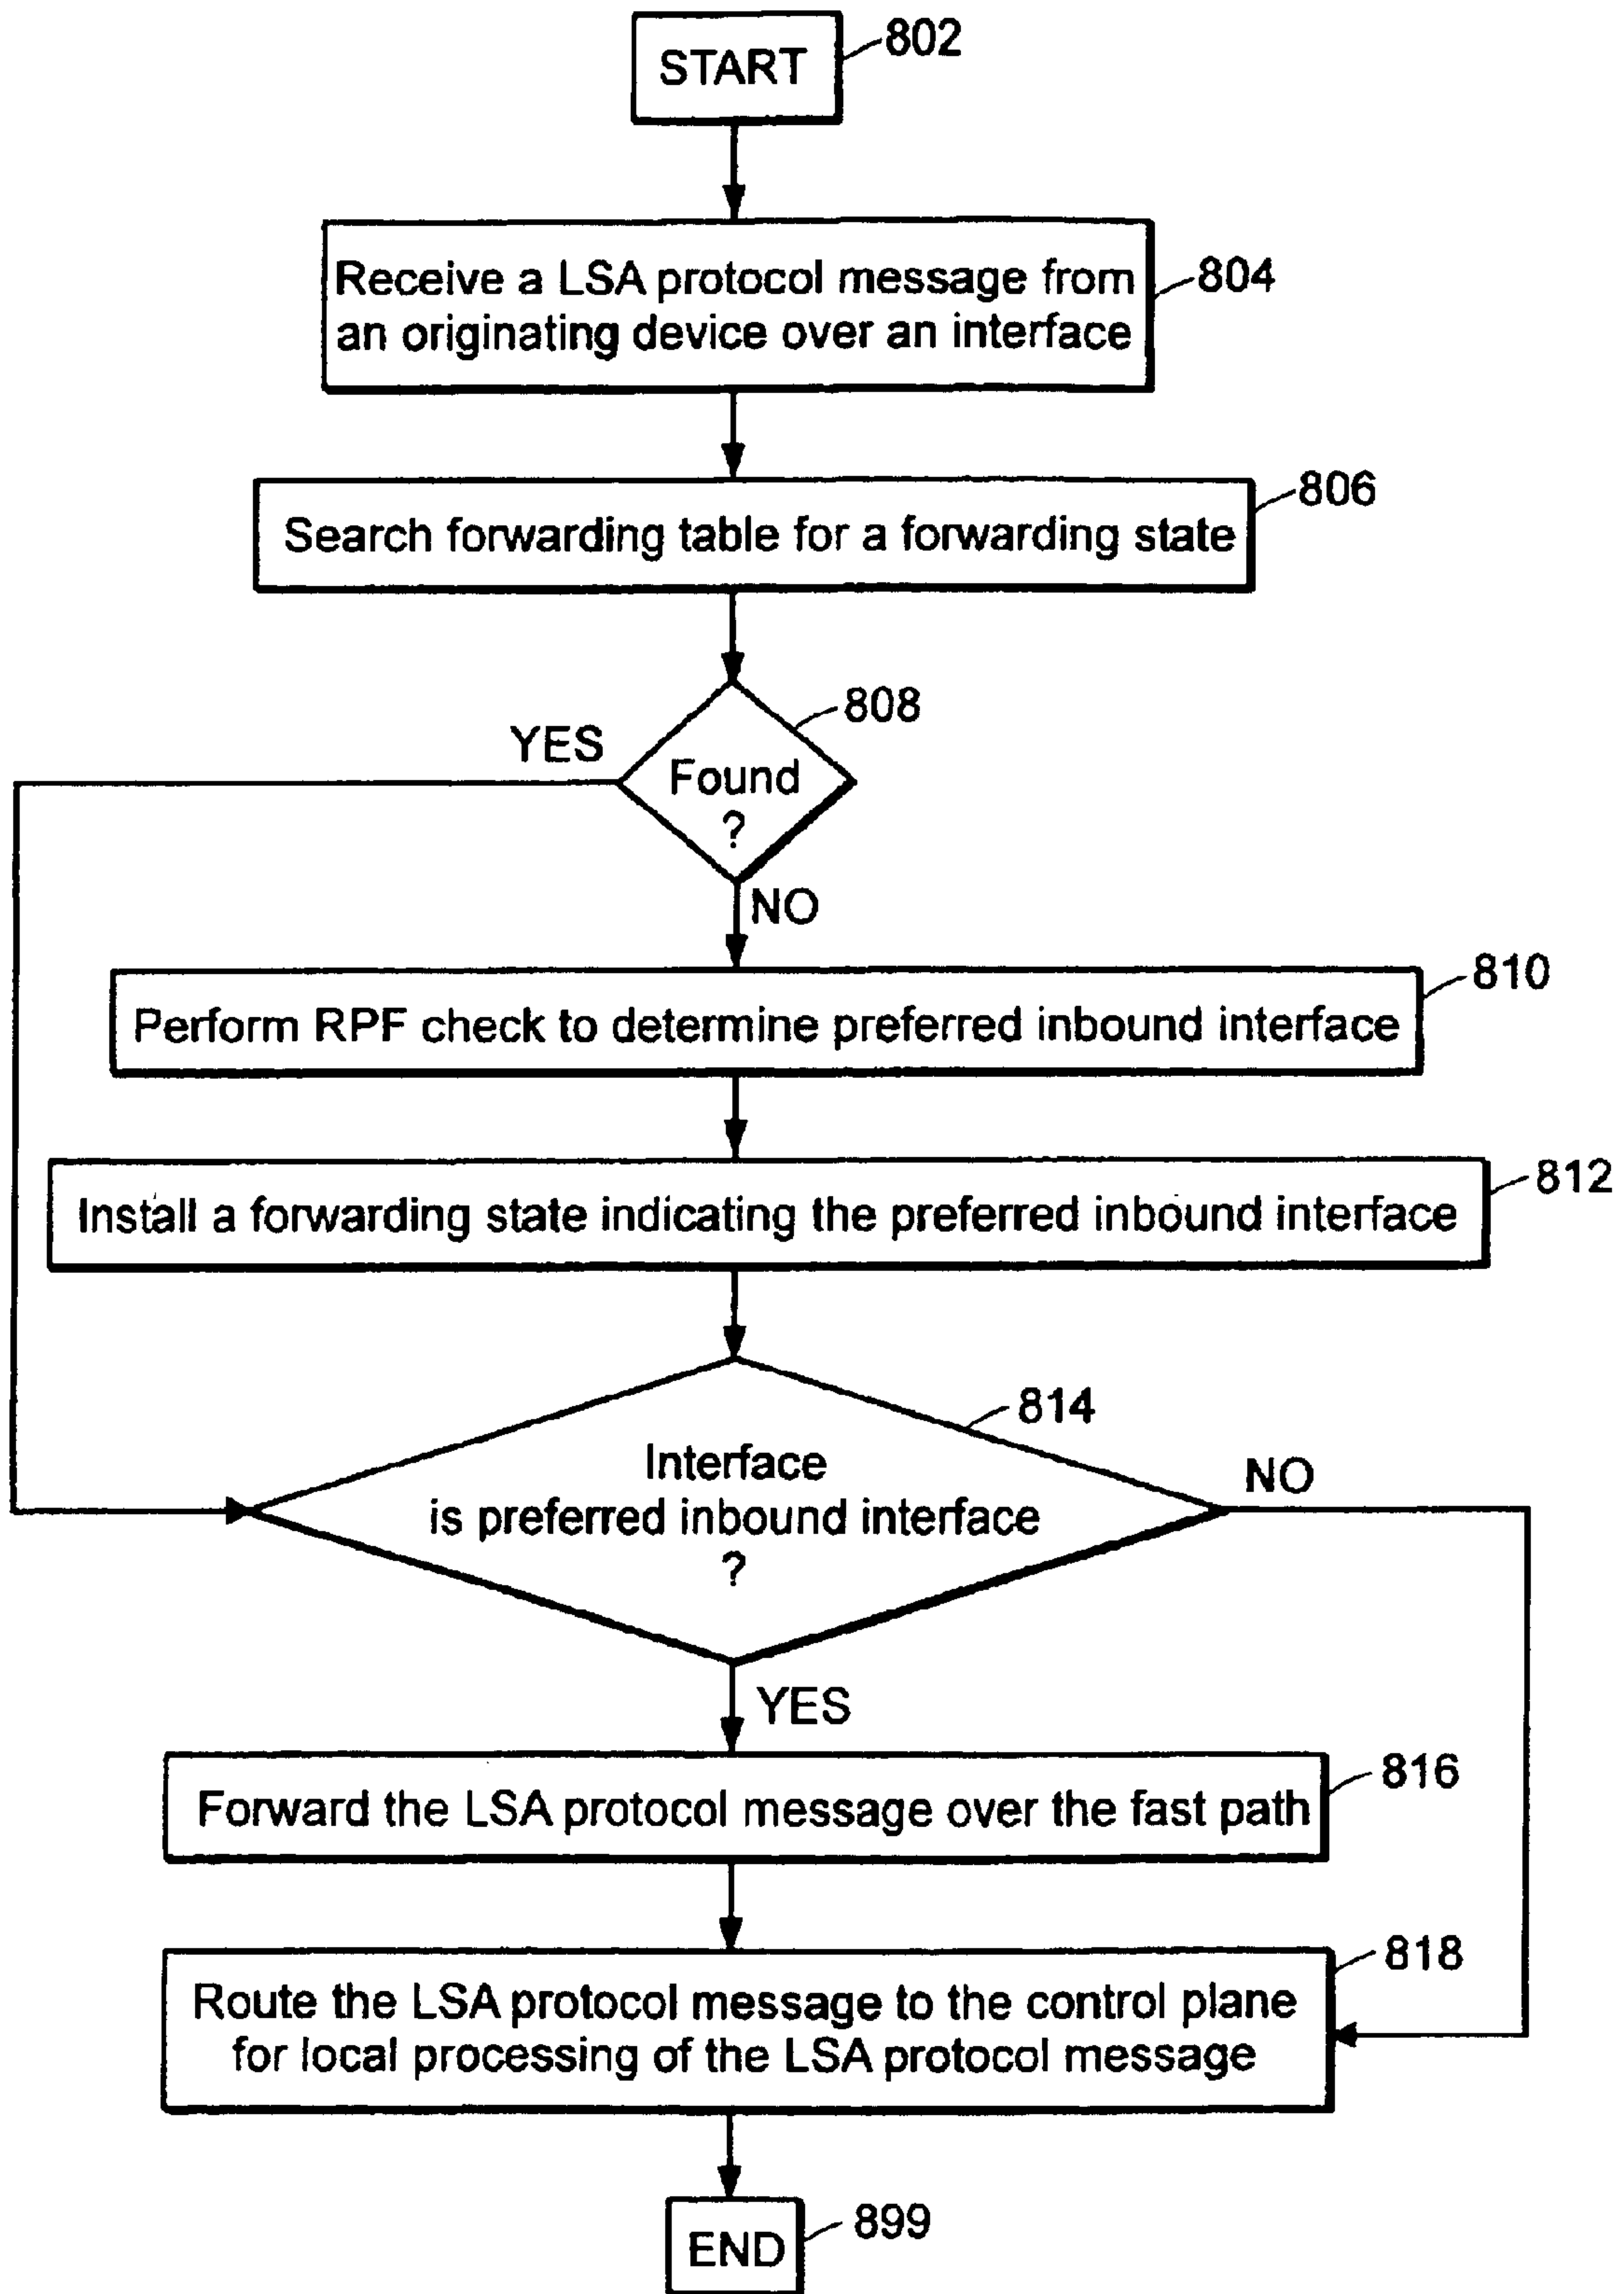 START
802
Receive a LSA protocol message from
an originating device over an interface
804
Search forwarding table for a forwarding state
806
Found
?
808
YES
NO
Perform RPF check to determine preferred inbound interface
810
Install a forwarding state indicating the preferred inbound interface
812
Interface
is preferred inbound interface
?
814
NO
YES
Forward the LSA protocol message over the fast path
816
Route the LSA protocol message to the control plane
for local processing of the LSA protocol message
818
END
899